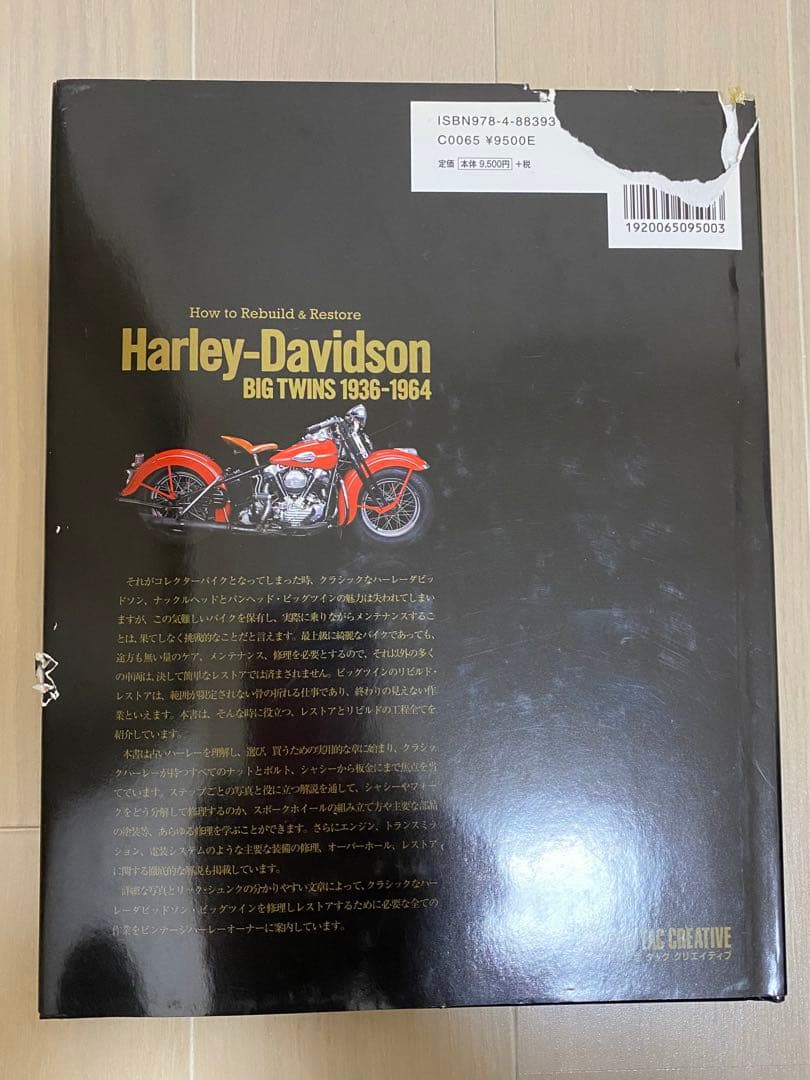 ISBN978-4-88393
C0065 ¥9500E
定価 本体 9,500円 +税
1920065095003
How to Rebuild & Restore
Harley-Davidson
BIG TWINS 1936-1964
それがコレクターバイクとなってしまった時、クラシックなハーレーダビッ
ドソン、ナックルヘッドとパンヘッド・ビッグツインの魅力は失われてしまい
ますが、この気難しいバイクを保有し、実際に乗りながらメンテナンスするこ
とは、果てしなく挑戦的なことだと言えます。最上級に綺麗なバイクであっても、
途方も無い量のケア、メンテナンス、修理を必要とするので、それ以外の多く
の車両は、決して簡単なレストアでは済まされません。ビッグツインのリビルド・
レストアは、範囲が限定されない骨の折れる仕事であり、終わりの見えない作
業といえます。本書は、そんな時に役立つ、レストアとリビルドの工程全てを
紹介しています。
本書は古いハーレーを理解し、選び、買うための実用的な章に始まり、クラシッ
クハーレーが持つすべてのナットとボルト、シャシーから板金にまで焦点を当
てています。ステップごとの写真と役に立つ解説を通して、シャシーやフォー
クをどう分解して修理するのか、スポークホイールの組み立て方や主要な部品
の塗装等、あらゆる修理を学ぶことができます。さらにエンジン、トランスミッ
ション、電装システムのような主要な装備の修理、オーバーホール、レストア
に関する徹底的な解説も掲載しています。
詳細な写真とリック・シュンクの分かりやすい文章によって、クラシックなハー
レーダビッドソン・ビッグツインを修理しレストアするために必要な全ての
作業をビンテージハーレーオーナーに案内しています。
TAC CREATIVE
タック クリエイティブ